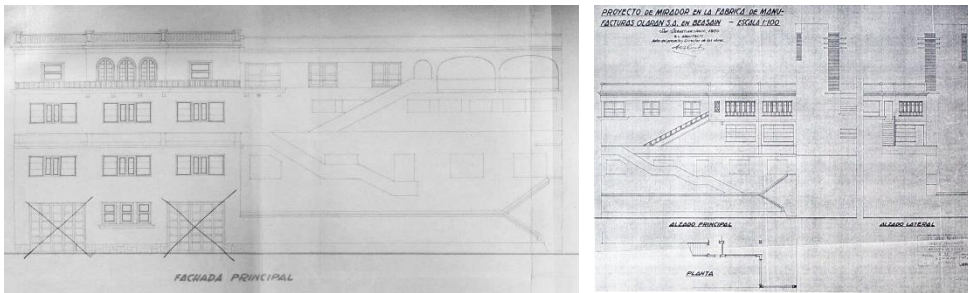 FACHADA PRINCIPAL
PROYECTO DE MIRADOR EN LA FABRICA DE MANU-
FACTURAS OLARAN S.A. EN BEASAIN - ESCALA 1:100
ALZADO PRINCIPAL
ALZADO LATERAL
PLANTA